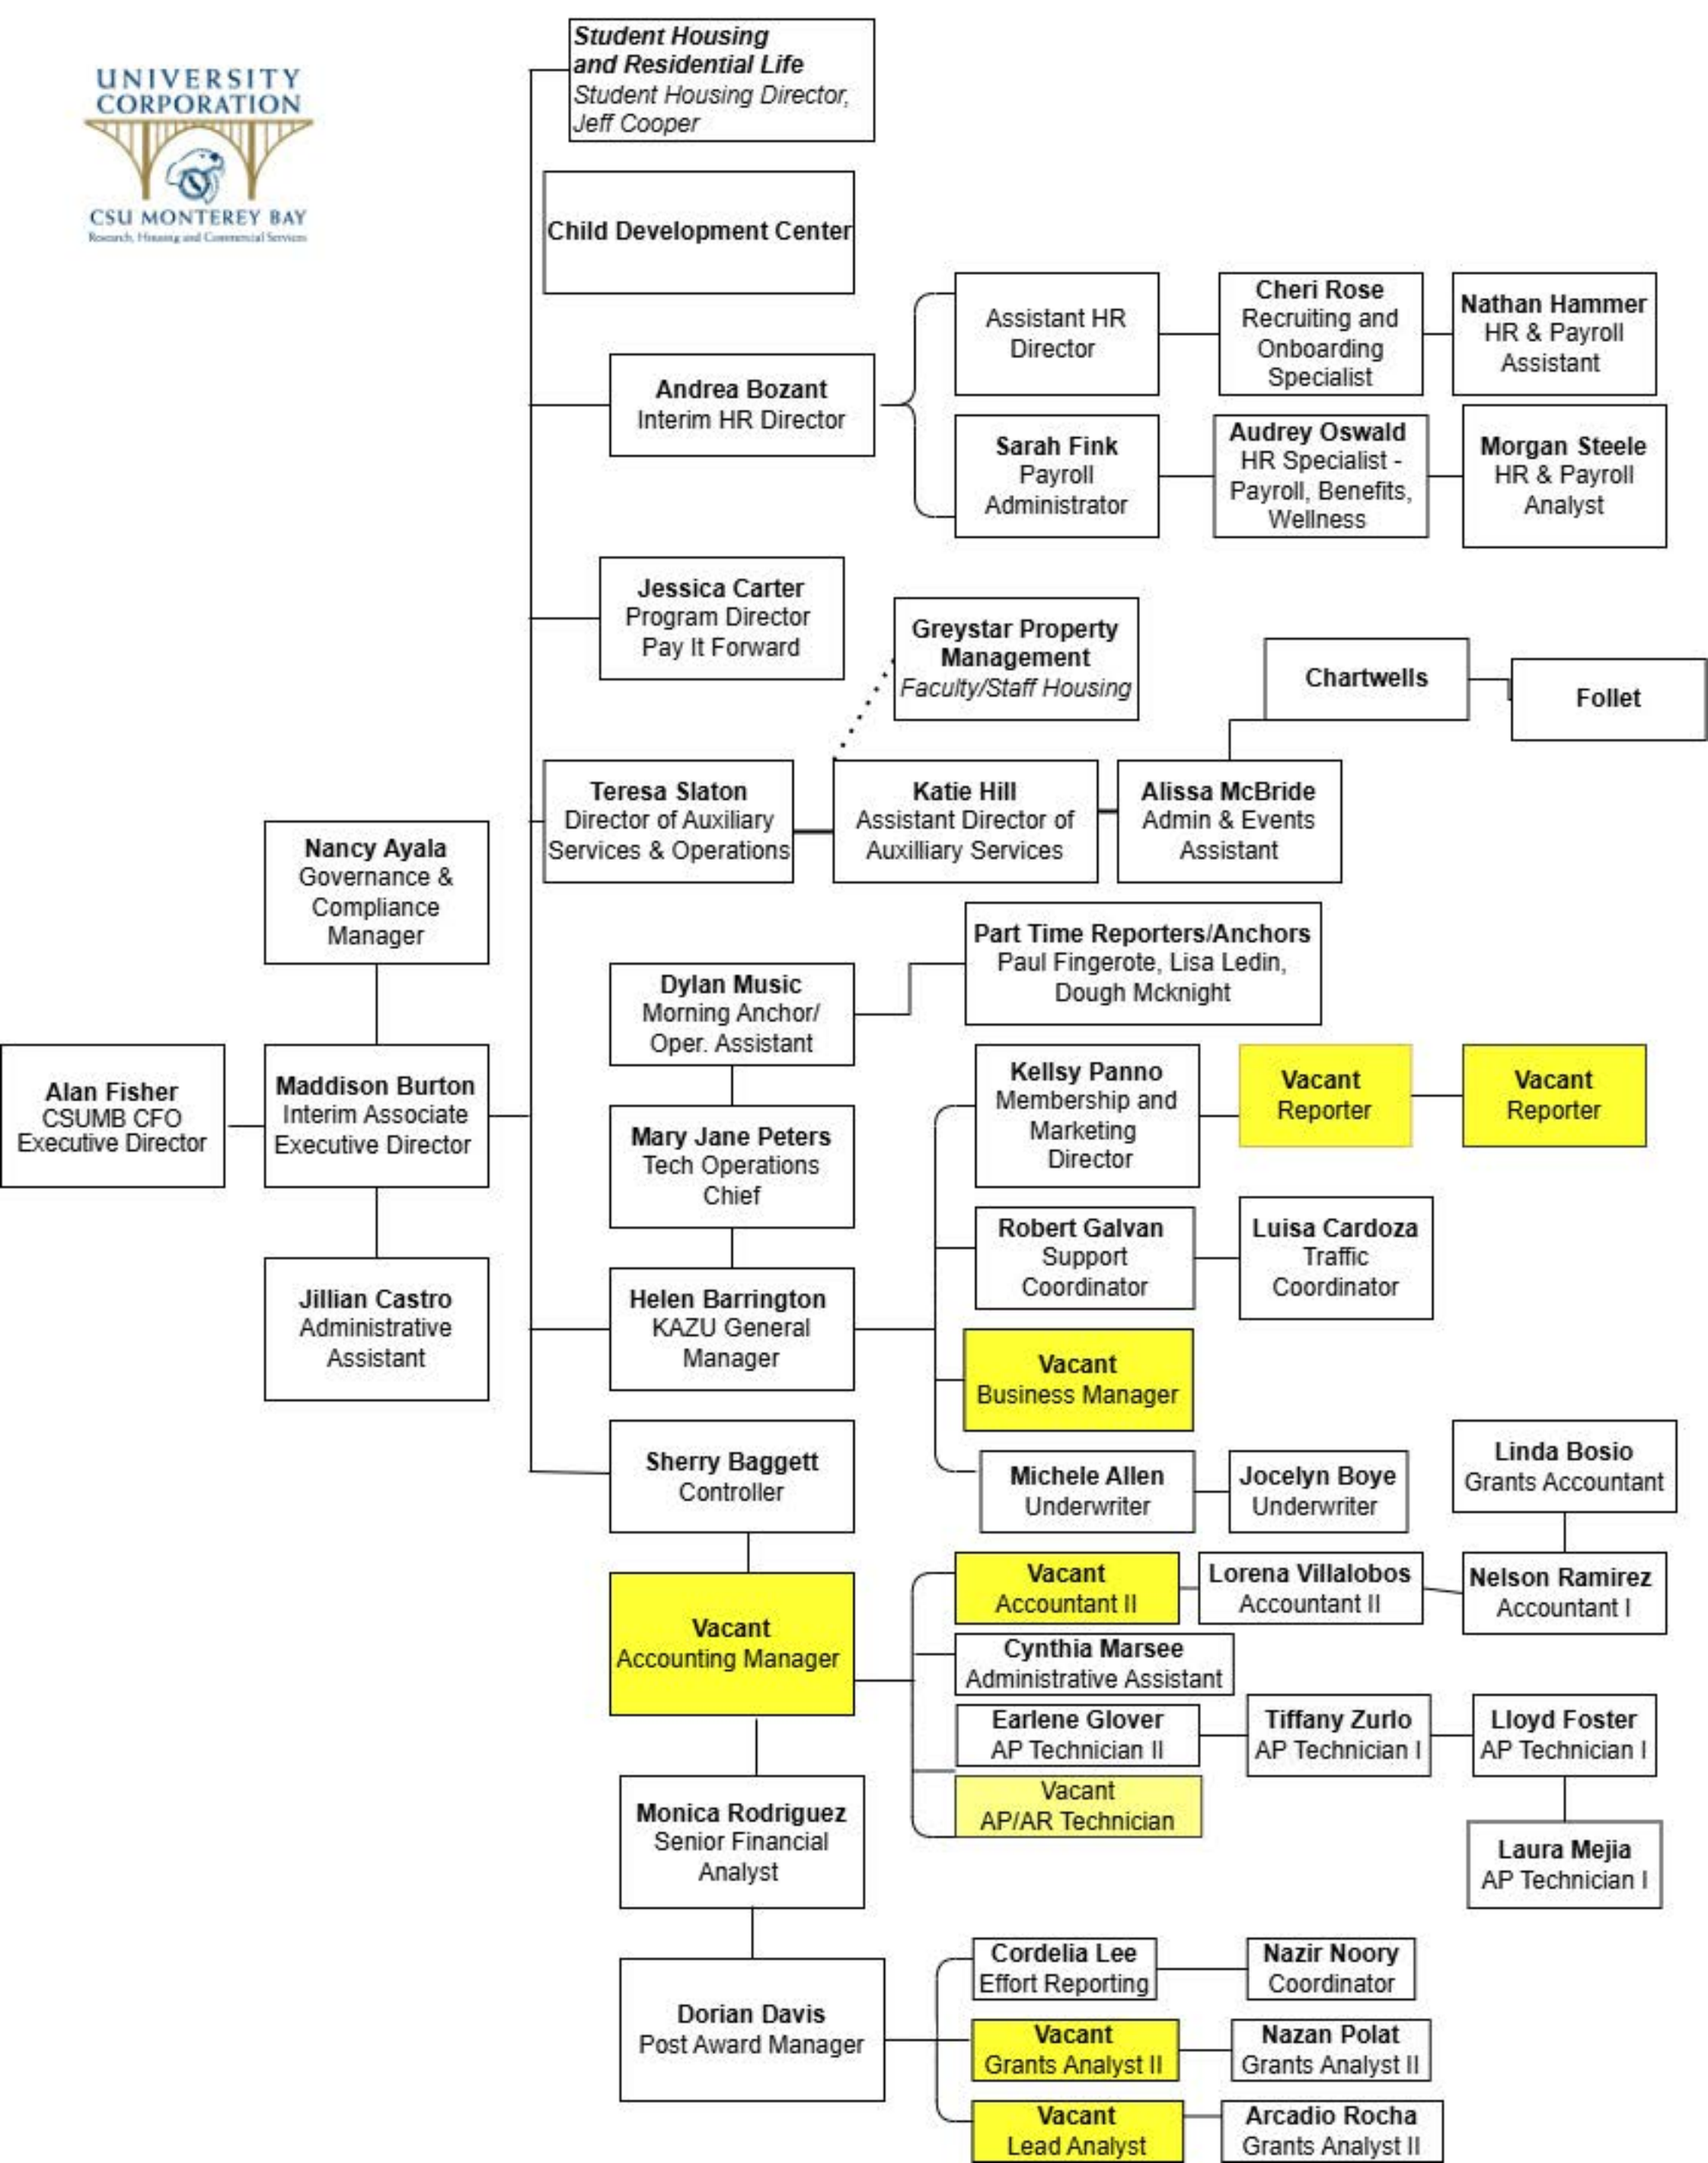 UNIVERSITY
CORPORATION
CSU MONTEREY BAY
Research, Housing and Commercial Services
Student Housing
and Residential Life
Student Housing Director,
Jeff Cooper
Child Development Center
Andrea Bozant
Interim HR Director
Assistant HR
Director
Cheri Rose
Recruiting and
Onboarding
Specialist
Nathan Hammer
HR & Payroll
Assistant
Sarah Fink
Payroll
Administrator
Audrey Oswald
HR Specialist -
Payroll, Benefits,
Wellness
Morgan Steele
HR & Payroll
Analyst
Jessica Carter
Program Director
Pay It Forward
Greystar Property
Management
Faculty/Staff Housing
Chartwells
Follet
Teresa Slaton
Director of Auxiliary
Services & Operations
Katie Hill
Assistant Director of
Auxilliary Services
Alissa McBride
Admin & Events
Assistant
Nancy Ayala
Governance &
Compliance
Manager
Alan Fisher
CSUMB CFO
Executive Director
Maddison Burton
Interim Associate
Executive Director
Jillian Castro
Administrative
Assistant
Dylan Music
Morning Anchor/
Oper. Assistant
Part Time Reporters/Anchors
Paul Fingerote, Lisa Ledin,
Dough Mcknight
Mary Jane Peters
Tech Operations
Chief
Helen Barrington
KAZU General
Manager
Kellsy Panno
Membership and
Marketing
Director
Vacant
Reporter
Vacant
Reporter
Robert Galvan
Support
Coordinator
Luisa Cardoza
Traffic
Coordinator
Vacant
Business Manager
Michele Allen
Underwriter
Jocelyn Boye
Underwriter
Sherry Baggett
Controller
Vacant
Accounting Manager
Linda Bosio
Grants Accountant
Vacant
Accountant II
Lorena Villalobos
Accountant II
Nelson Ramirez
Accountant I
Cynthia Marsee
Administrative Assistant
Earlene Glover
AP Technician II
Tiffany Zurlo
AP Technician I
Lloyd Foster
AP Technician I
Vacant
AP/AR Technician
Laura Mejia
AP Technician I
Monica Rodriguez
Senior Financial
Analyst
Dorian Davis
Post Award Manager
Cordelia Lee
Effort Reporting
Nazir Noory
Coordinator
Vacant
Grants Analyst II
Nazan Polat
Grants Analyst II
Vacant
Lead Analyst
Arcadio Rocha
Grants Analyst II